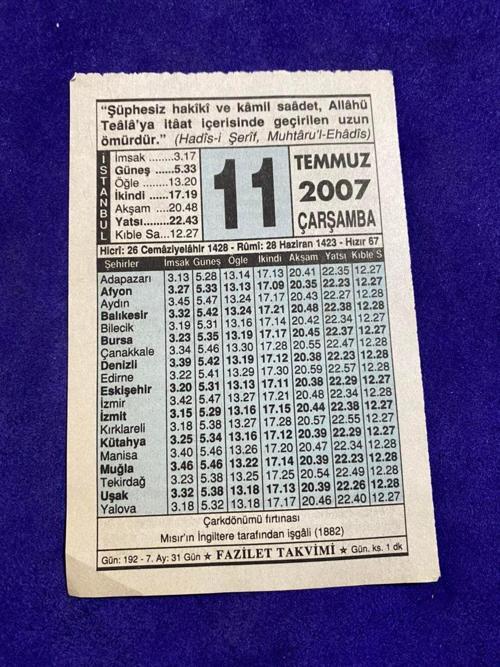 “Şüphesiz hakîkî ve kâmil saâdet, Allâhü
Teâlâ'ya itâat içerisinde geçirilen uzun
ömürdür.” (Hadîs-i Şerîf, Muhtâru'l-Ehâdîs)
İSTANBUL
İmsak ........3.17
Güneş ......5.33
Öğle ........13.20
İkindi ......17.19
Akşam ....20.48
Yatsı........22.43
Kıble Sa...12.27
11
TEMMUZ
2007
ÇARŞAMBA
Hicrî: 26 Cemâziyelâhir 1428 - Rûmî: 28 Haziran 1423 - Hızır 67
Şehirler İmsak Güneş Öğle İkindi Akşam Yatsı Kıble S
Adapazarı 3.13 5.28 13.14 17.13 20.41 22.35 12.27
Afyon 3.27 5.33 13.13 17.09 20.35 22.23 12.27
Aydın 3.45 5.47 13.24 17.17 20.43 22.27 12.28
Balıkesir 3.32 5.42 13.24 17.21 20.48 22.38 12.28
Bilecik 3.19 5.31 13.16 17.14 20.42 22.34 12.27
Bursa 3.23 5.35 13.19 17.17 20.45 22.37 12.27
Çanakkale 3.34 5.46 13.30 17.28 20.55 22.47 12.28
Denizli 3.39 5.42 13.19 17.12 20.38 22.23 12.28
Edirne 3.22 5.41 13.29 17.30 20.59 22.57 12.28
Eskişehir 3.20 5.31 13.13 17.11 20.38 22.29 12.27
İzmir 3.42 5.47 13.27 17.21 20.48 22.34 12.28
İzmit 3.15 5.29 13.16 17.15 20.44 22.38 12.27
Kırklareli 3.18 5.38 13.27 17.28 20.57 22.55 12.27
Kütahya 3.25 5.34 13.16 17.12 20.39 22.29 12.27
Manisa 3.40 5.46 13.26 17.20 20.47 22.34 12.28
Muğla 3.46 5.46 13.22 17.14 20.39 22.23 12.28
Tekirdağ 3.23 5.38 13.25 17.25 20.54 22.49 12.28
Uşak 3.32 5.38 13.18 17.13 20.39 22.26 12.28
Yalova 3.18 5.32 13.18 17.17 20.46 22.40 12.27
Çarkdönümü fırtınası
Mısır'ın İngiltere tarafından işgâli (1882)
Gün: 192 - 7. Ay: 31 Gün ★ FAZİLET TAKVİMİ ★ Gün. ks. 1 dk